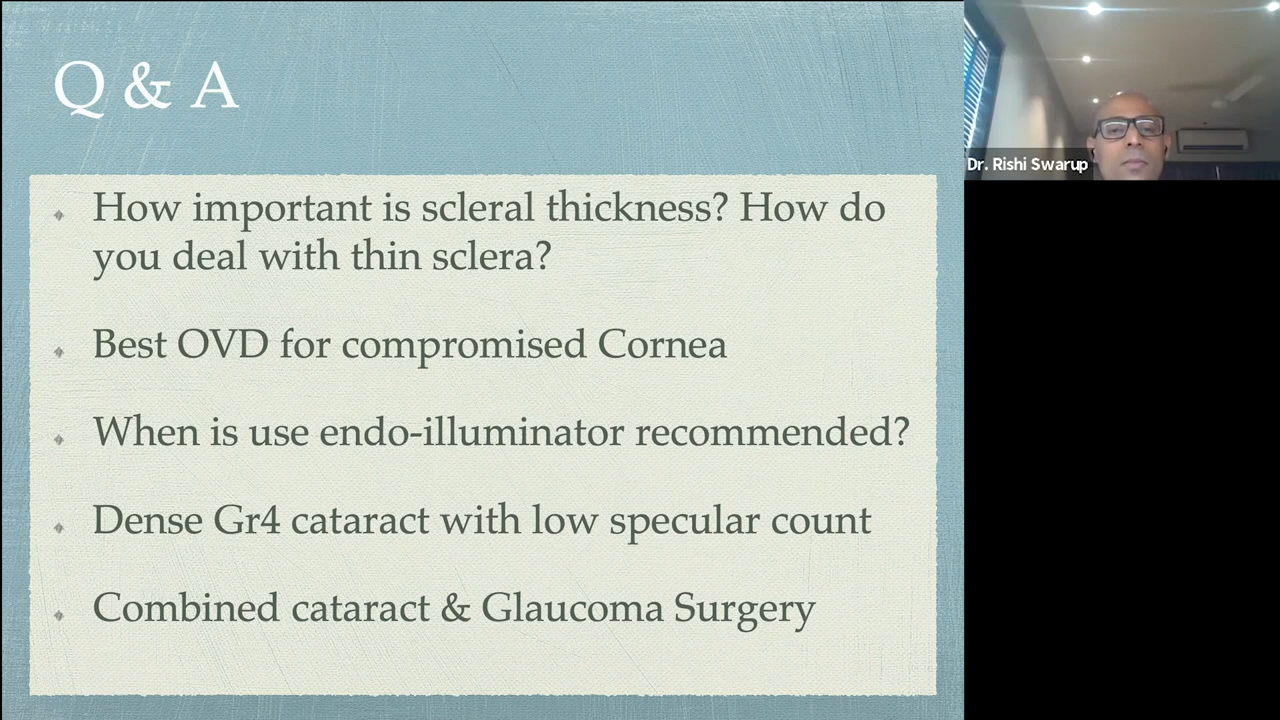 Q & A
How important is scleral thickness? How do
you deal with thin sclera?
Best OVD for compromised Cornea
When is use endo-illuminator recommended?
Dense Gr4 cataract with low specular count
Combined cataract & Glaucoma Surgery
Dr. Rishi Swarup